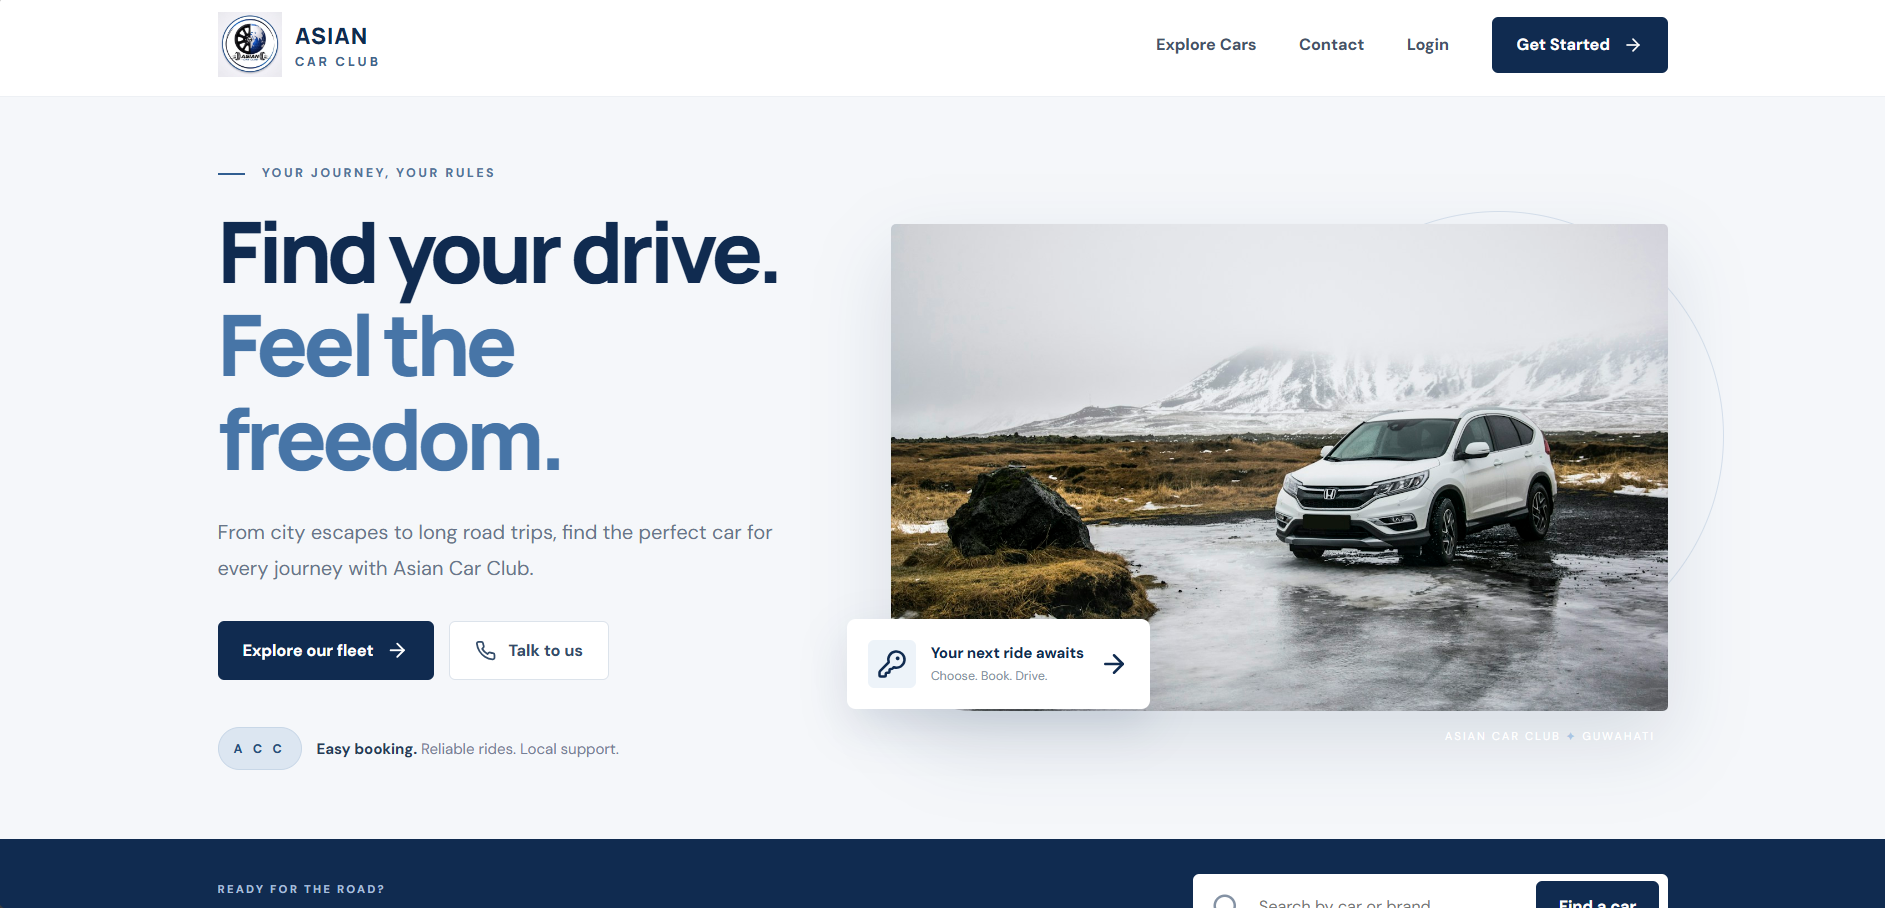 ASIAN
ASIAN
CAR CLUB
Explore Cars
Contact
Login
Get Started
YOUR JOURNEY, YOUR RULES
Find your drive.
Feel the
freedom.
From city escapes to long road trips, find the perfect car for
every journey with Asian Car Club.
Explore our fleet
Talk to us
Your next ride awaits
Choose. Book. Drive.
ASIAN CAR CLUB ✦ GUWAHATI
A C C
Easy booking. Reliable rides. Local support.
READY FOR THE ROAD?
Search by car or brand
Find a car